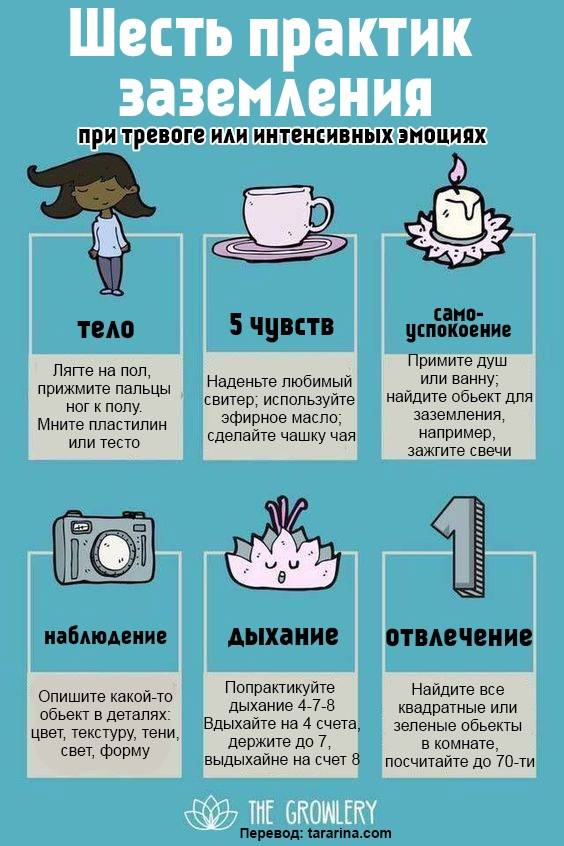 Шесть практик
заземления
при тревоге или интенсивных эмоциях
тело
Лягте на пол,
прижмите пальцы
ног к полу.
Мните пластилин
или тесто
5 чувств
Наденьте любимый
свитер; используйте
эфирное масло;
сделайте чашку чая
само-
успокоение
Примите душ
или ванну;
найдите обьект для
заземления,
например,
зажгите свечи
наблюдение
Опишите какой-то
обьект в деталях:
цвет, текстуру, тени,
свет, форму
дыхание
Попрактикуйте
дыхание 4-7-8
Вдыхайте на 4 счета,
держите до 7,
выдыхайне на счет 8
1
отвлечение
Найдите все
квадратные или
зеленые обьекты
в комнате,
посчитайте до 70-ти
THE GROWLERY
Перевод: tararina.com